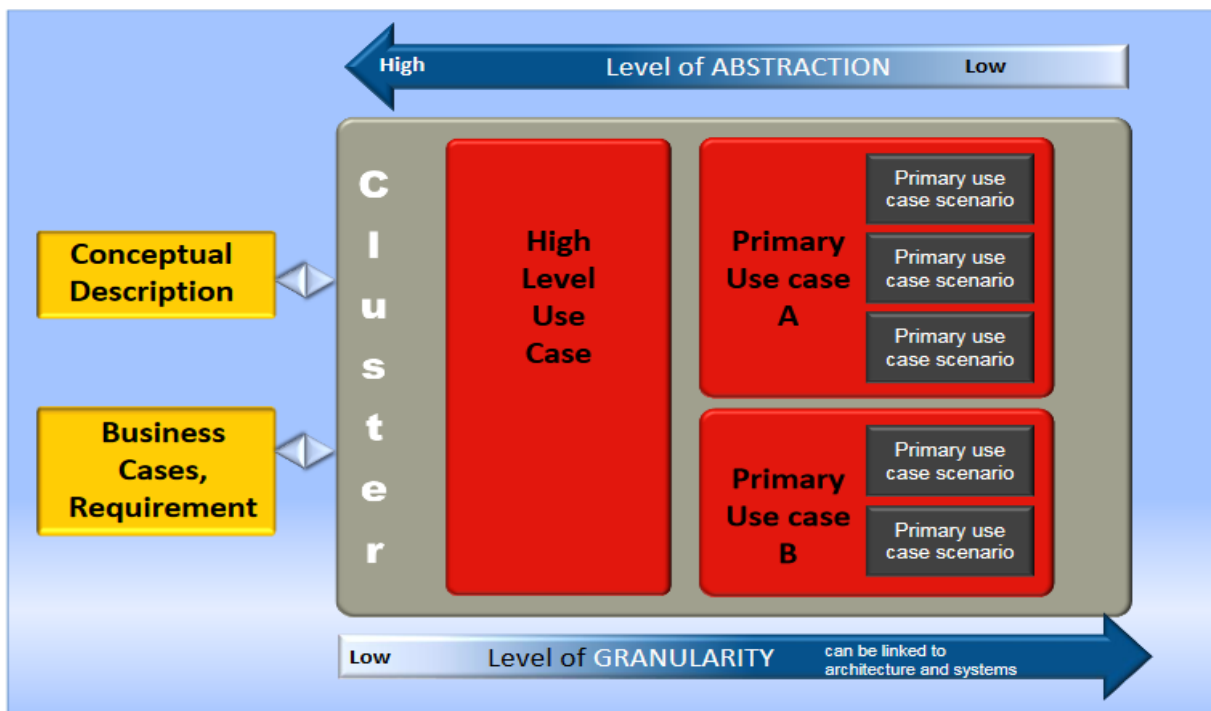 High Level of ABSTRACTION Low
Cluster
High
Level
Use
Case
Primary
Use case
A
Primary use
case scenario
Primary use
case scenario
Primary use
case scenario
Conceptual
Description
Business
Cases,
Requirement
Primary
Use case
B
Primary use
case scenario
Primary use
case scenario
Low Level of GRANULARITY can be linked to
architecture and systems